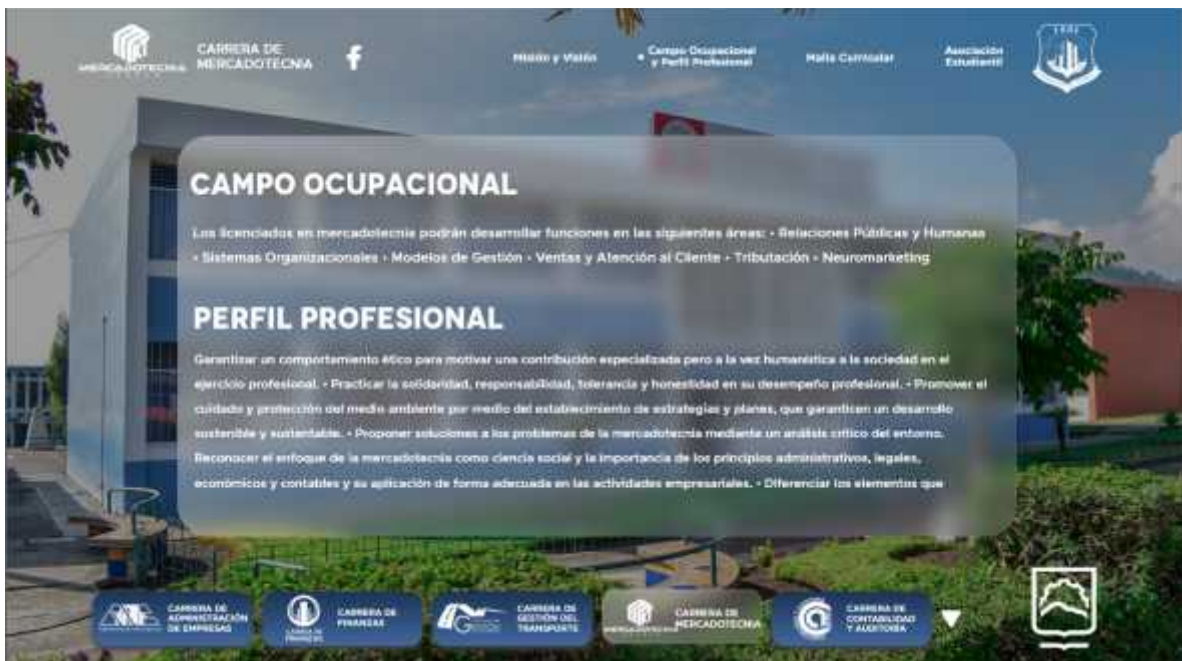 MERCADOTECNIA
CARRERA DE
MERCADOTECNIA
f
Misión y Visión
• Campo Ocupacional
y Perfil Profesional
Malla Curricular
Asociación
Estudiantil
CAMPO OCUPACIONAL
Los licenciados en mercadotecnia podrán desarrollar funciones en las siguientes áreas: • Relaciones Públicas y Humanas
• Sistemas Organizacionales • Modelos de Gestión • Ventas y Atención al Cliente • Tributación • Neuromarketing
PERFIL PROFESIONAL
Garantizar un comportamiento ético para motivar una contribución especializada pero a la vez humanística a la sociedad en el
ejercicio profesional. • Practicar la solidaridad, responsabilidad, tolerancia y honestidad en su desempeño profesional. • Promover el
cuidado y protección del medio ambiente por medio del establecimiento de estrategias y planes, que garanticen un desarrollo
sostenible y sustentable. • Proponer soluciones a los problemas de la mercadotecnia mediante un análisis crítico del entorno.
Reconocer el enfoque de la mercadotecnia como ciencia social y la importancia de los principios administrativos, legales,
económicos y contables y su aplicación de forma adecuada en las actividades empresariales. • Diferenciar los elementos que
CARRERA DE
ADMINISTRACIÓN
DE EMPRESAS
CARRERA DE
FINANZAS
CARRERA DE
FINANZAS
CARRERA DE
GESTIÓN DEL
TRANSPORTE
MERCADOTECNIA
CARRERA DE
MERCADOTECNIA
CARRERA DE
CONTABILIDAD
Y AUDITORÍA